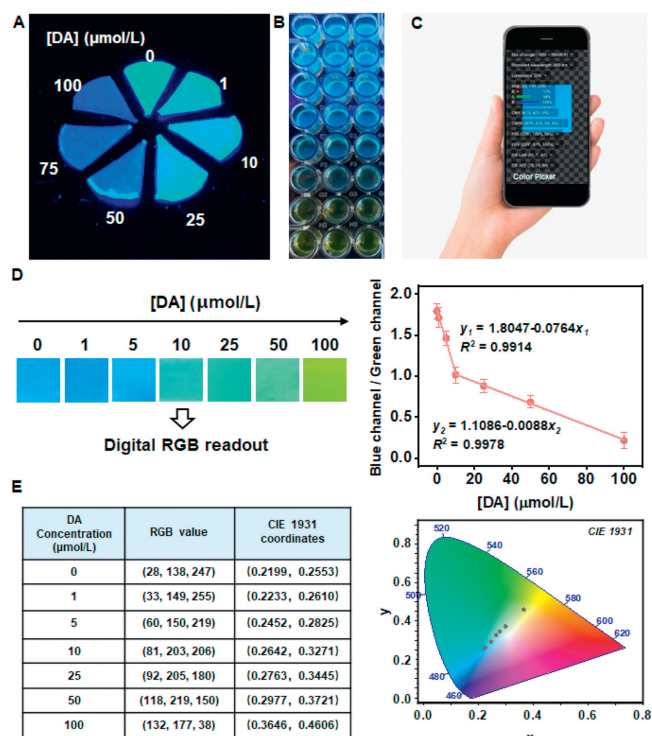 A
[DA] (μmol/L)
0
1
10
25
50
75
100
B
C
Color Picker
D
[DA] (μmol/L)
0 1 5 10 25 50 100
Digital RGB readout
Blue channel / Green channel
2.0
1.5
1.0
0.5
0.0
y₁ = 1.8047-0.0764x₁
R² = 0.9914
y₂ = 1.1086-0.0088x₂
R² = 0.9978
0 20 40 60 80 100
[DA] (μmol/L)
E
DA Concentration (μmol/L) RGB value CIE 1931 coordinates
0 (28, 138, 247) (0.2199, 0.2553)
1 (33, 149, 255) (0.2233, 0.2610)
5 (60, 150, 219) (0.2452, 0.2825)
10 (81, 203, 206) (0.2642, 0.3271)
25 (92, 205, 180) (0.2763, 0.3445)
50 (118, 219, 150) (0.2977, 0.3721)
100 (132, 177, 38) (0.3646, 0.4606)
CIE 1931
520
540
560
580
600
620
500
480
460
y
0.8
0.6
0.4
0.2
0.0
0.0 0.2 0.4 0.6 0.8